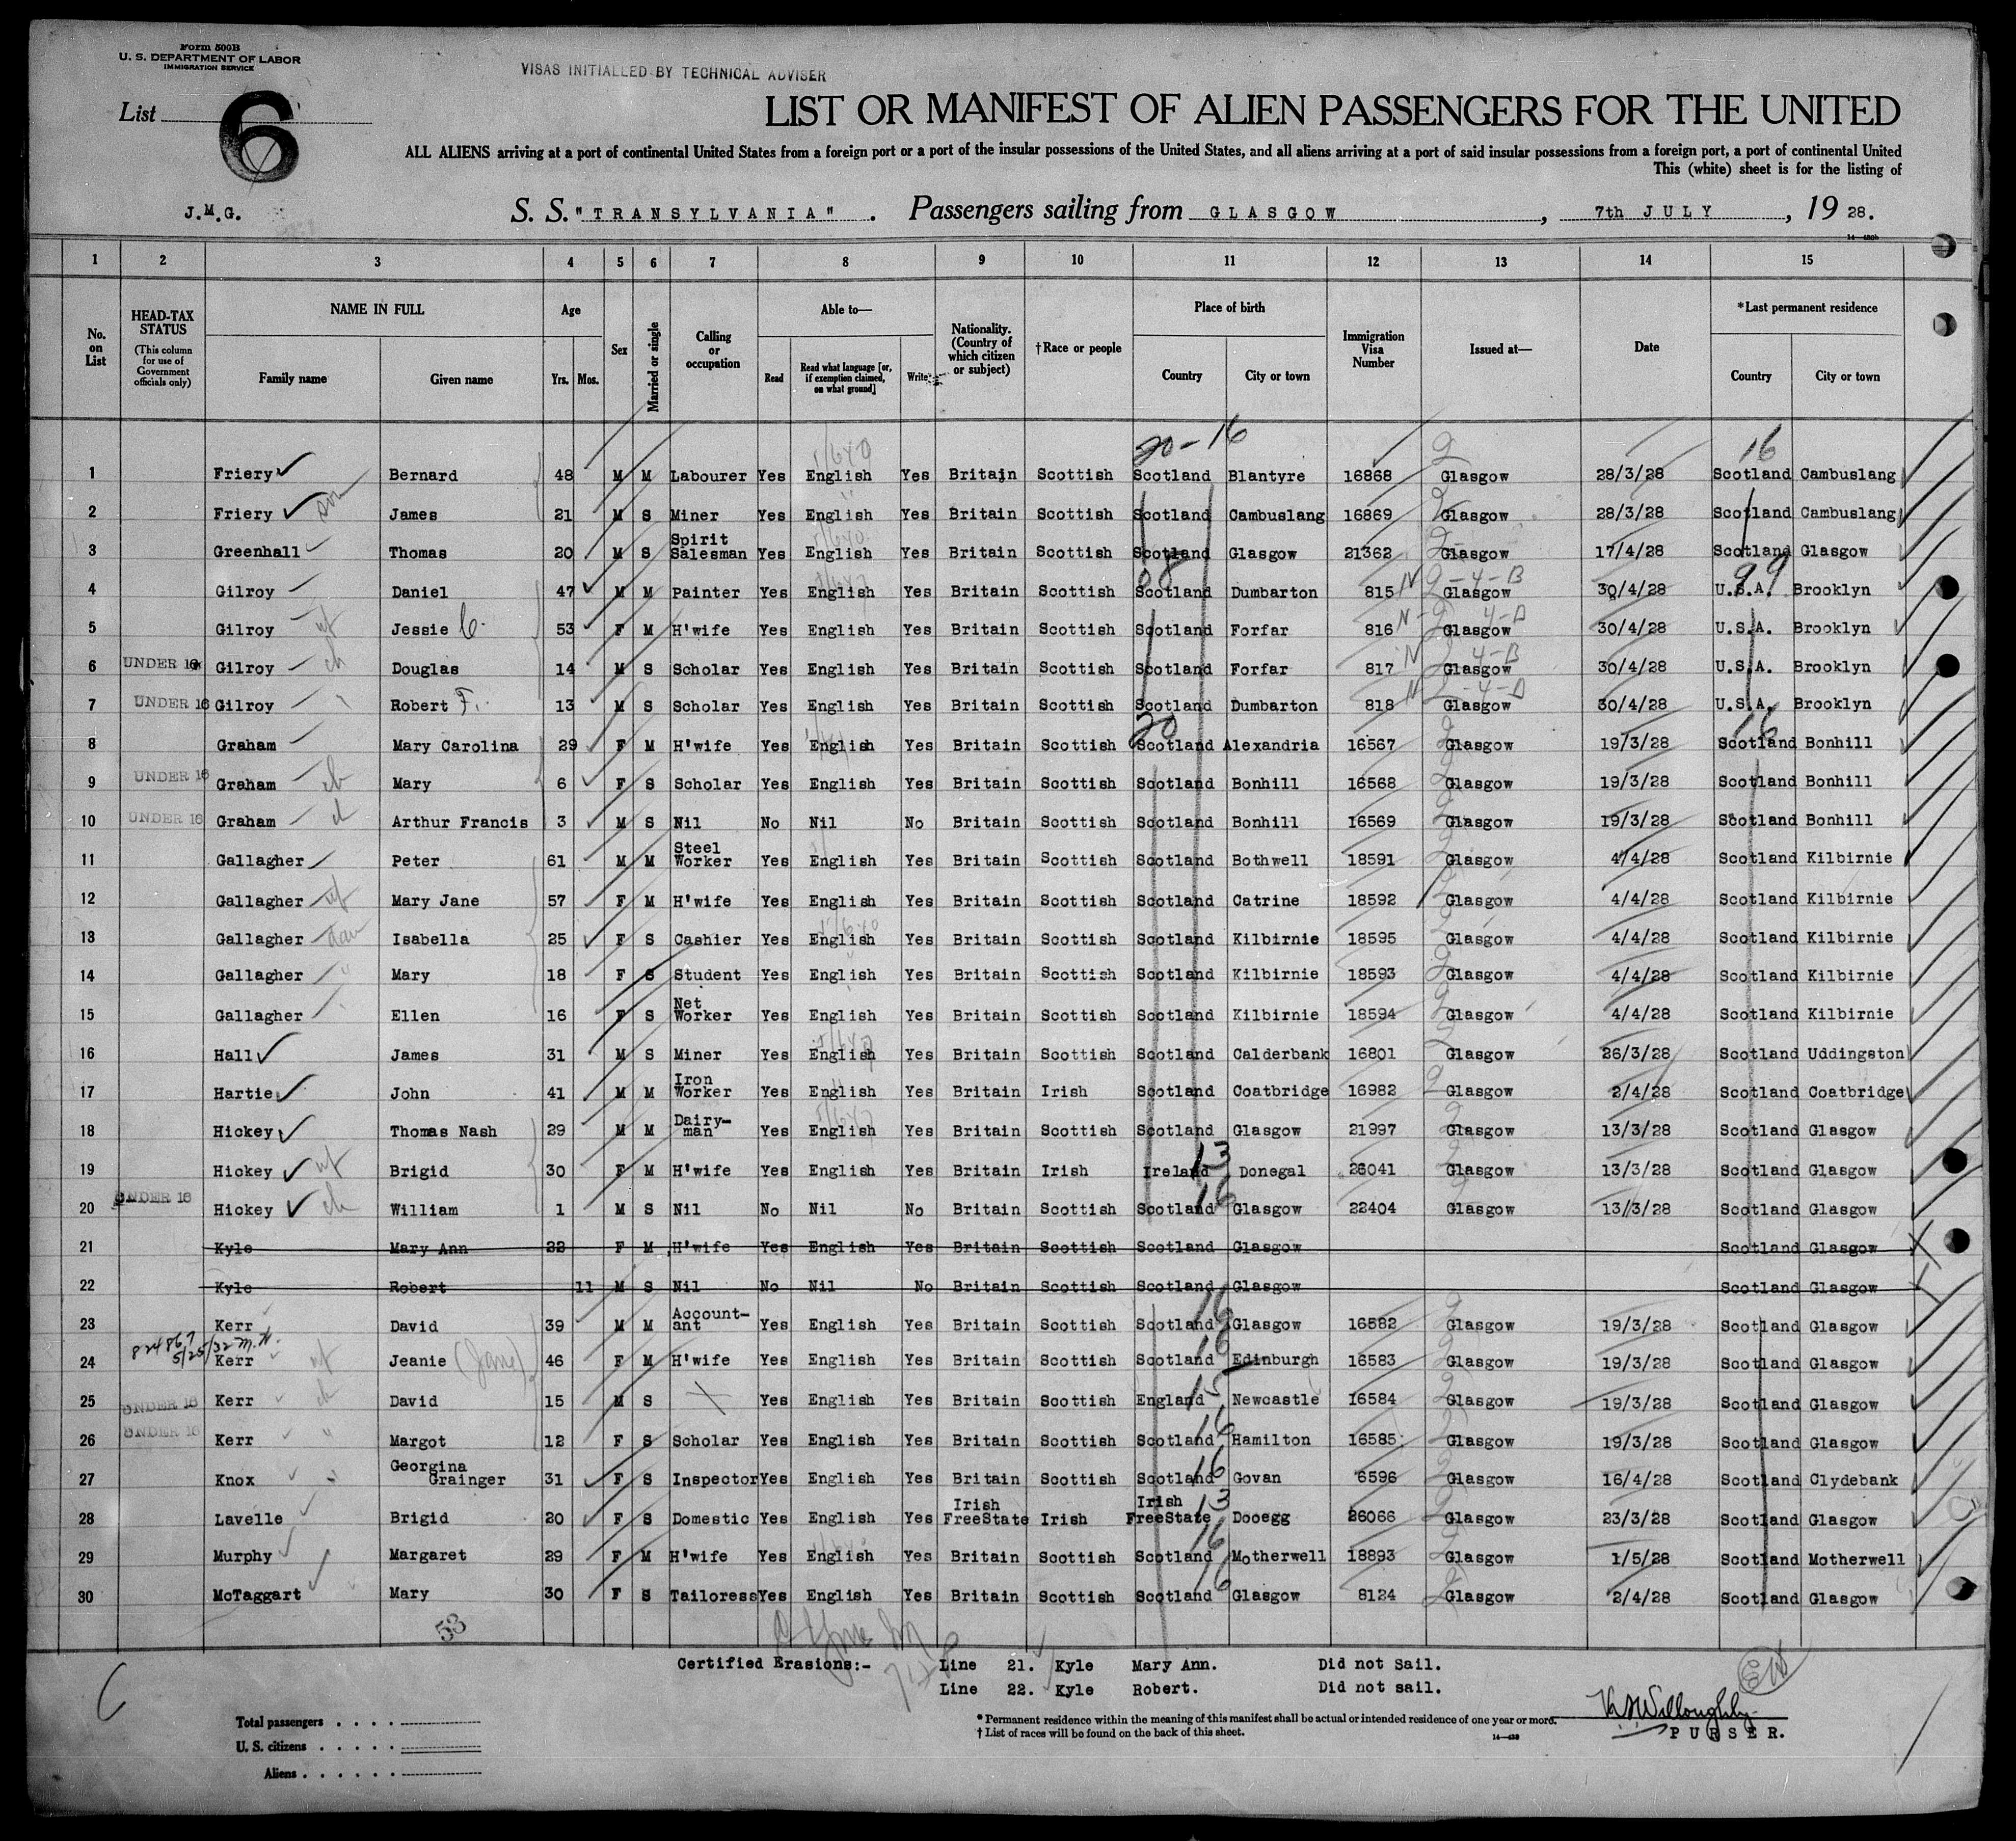 Form 500B
U. S. DEPARTMENT OF LABOR
IMMIGRATION SERVICE
VISAS INITIALLED BY TECHNICAL ADVISER
List 6
LIST OR MANIFEST OF ALIEN PASSENGERS FOR THE UNITED
ALL ALIENS arriving at a port of continental United States from a foreign port or a port of the insular possessions of the United States, and all aliens arriving at a port of said insular possessions from a foreign port, a port of continental United
This (white) sheet is for the listing of
J.M.G.
S. S. "TRANSYLVANIA" . Passengers sailing from GLASGOW , 7th JULY , 19 28.
1 2 3 4 5 6 7 8 9 10 11 12 13 14 15
No. on List
HEAD-TAX STATUS
(This column for use of Government officials only)
NAME IN FULL
Family name Given name
Age
Yrs. Mos.
Sex
Married or single
Calling or occupation
Able to—
Read
Read what language [or, if exemption claimed, on what ground]
Write
Nationality. (Country of which citizen or subject)
†Race or people
Place of birth
Country City or town
Immigration Visa Number
Issued at—
Date
*Last permanent residence
Country City or town
20-16 2 16
1 Friery Bernard 48 M M Labourer Yes English Yes Britain Scottish Scotland Blantyre 16868 Glasgow 28/3/28 Scotland Cambuslang
2 Friery son James 21 M S Miner Yes English Yes Britain Scottish Scotland Cambuslang 16869 Glasgow 28/3/28 Scotland Cambuslang
3 Greenhall Thomas 20 M S Spirit Salesman Yes English Yes Britain Scottish Scotland Glasgow 21362 Glasgow 17/4/28 Scotland Glasgow
4 Gilroy Daniel 47 M M Painter Yes English Yes Britain Scottish Scotland Dumbarton 815 N 2-4-B Glasgow 30/4/28 99 U.S.A. Brooklyn
5 Gilroy wf Jessie C. 53 F M H'wife Yes English Yes Britain Scottish Scotland Forfar 816 Glasgow 30/4/28 U.S.A. Brooklyn
6 UNDER 16 Gilroy ch Douglas 14 M S Scholar Yes English Yes Britain Scottish Scotland Forfar 817 Glasgow 30/4/28 U.S.A. Brooklyn
7 UNDER 16 Gilroy " Robert F. 13 M S Scholar Yes English Yes Britain Scottish Scotland Dumbarton 818 Glasgow 30/4/28 U.S.A. Brooklyn
8 Graham Mary Carolina 29 F M H'wife Yes English Yes Britain Scottish Scotland Alexandria 16567 Glasgow 19/3/28 Scotland Bonhill
9 UNDER 16 Graham ch Mary 6 F S Scholar Yes English Yes Britain Scottish Scotland Bonhill 16568 Glasgow 19/3/28 Scotland Bonhill
10 UNDER 16 Graham ch Arthur Francis 3 M S Nil No Nil No Britain Scottish Scotland Bonhill 16569 Glasgow 19/3/28 Scotland Bonhill
11 Gallagher Peter 61 M M Steel Worker Yes English Yes Britain Scottish Scotland Bothwell 18591 Glasgow 4/4/28 Scotland Kilbirnie
12 Gallagher wf Mary Jane 57 F M H'wife Yes English Yes Britain Scottish Scotland Catrine 18592 Glasgow 4/4/28 Scotland Kilbirnie
13 Gallagher dau Isabella 25 F S Cashier Yes English Yes Britain Scottish Scotland Kilbirnie 18595 Glasgow 4/4/28 Scotland Kilbirnie
14 Gallagher " Mary 18 F S Student Yes English Yes Britain Scottish Scotland Kilbirnie 18593 Glasgow 4/4/28 Scotland Kilbirnie
15 Gallagher Ellen 16 F S Net Worker Yes English Yes Britain Scottish Scotland Kilbirnie 18594 Glasgow 4/4/28 Scotland Kilbirnie
16 Hall James 31 M S Miner Yes English Yes Britain Scottish Scotland Calderbank 16801 Glasgow 26/3/28 Scotland Uddingston
17 Hartie John 41 M M Iron Worker Yes English Yes Britain Irish Scotland Coatbridge 16982 2 Glasgow 2/4/28 Scotland Coatbridge
18 Hickey Thomas Nash 29 M M Dairy-man Yes English Yes Britain Scottish Scotland Glasgow 21997 Glasgow 13/3/28 Scotland Glasgow
19 Hickey wf Brigid 30 F M H'wife Yes English Yes Britain Irish Ireland 13 Donegal 26041 Glasgow 13/3/28 Scotland Glasgow
20 UNDER 16 Hickey ch William 1 M S Nil No Nil No Britain Scottish Scotland 16 Glasgow 22404 Glasgow 13/3/28 Scotland Glasgow
21 Kyle Mary Ann 22 F M H'wife Yes English Yes Britain Scottish Scotland Glasgow Scotland Glasgow
22 Kyle Robert 11 M S Nil No Nil No Britain Scottish Scotland Glasgow Scotland Glasgow
23 Kerr David 39 M M Account-ant Yes English Yes Britain Scottish Scotland 16 Glasgow 16582 Glasgow 19/3/28 Scotland Glasgow
82486 5/25/32 M.H.
24 Kerr wf Jeanie (Jane) 46 F M H'wife Yes English Yes Britain Scottish Scotland 16 Edinburgh 16583 Glasgow 19/3/28 Scotland Glasgow
25 UNDER 16 Kerr ch David 15 M S Yes English Yes Britain Scottish England 15 Newcastle 16584 Glasgow 19/3/28 Scotland Glasgow
26 UNDER 16 Kerr " Margot 12 F S Scholar Yes English Yes Britain Scottish Scotland 16 Hamilton 16585 Glasgow 19/3/28 Scotland Glasgow
27 Knox Georgina Grainger 31 F S Inspector Yes English Yes Britain Scottish Scotland 16 Govan 6596 Glasgow 16/4/28 Scotland Clydebank
28 Lavelle Brigid 20 F S Domestic Yes English Yes Irish FreeState Irish Irish FreeState 13 Dooegg 26066 Glasgow 23/3/28 Scotland Glasgow
29 Murphy Margaret 29 F M H'wife Yes English Yes Britain Scottish Scotland 16 Motherwell 18893 Glasgow 1/5/28 Scotland Motherwell
30 McTaggart Mary 30 F S Tailoress Yes English Yes Britain Scottish Scotland 16 Glasgow 8124 Glasgow 2/4/28 Scotland Glasgow
53
Certified Erasions:- Line 21. Kyle Mary Ann. Did not Sail.
Line 22. Kyle Robert. Did not sail.
Total passengers . . . .
U. S. citizens . . . . .
Aliens . . . . . .
* Permanent residence within the meaning of this manifest shall be actual or intended residence of one year or more.
† List of races will be found on the back of this sheet.
Willoughby
PURSER.